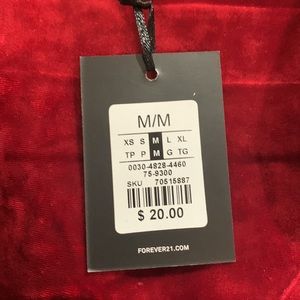 M/M
XS S M L XL
TP P M G TG
0030-4828-4460
75-9300
SKU 70515887
$ 20.00
FOREVER21.COM